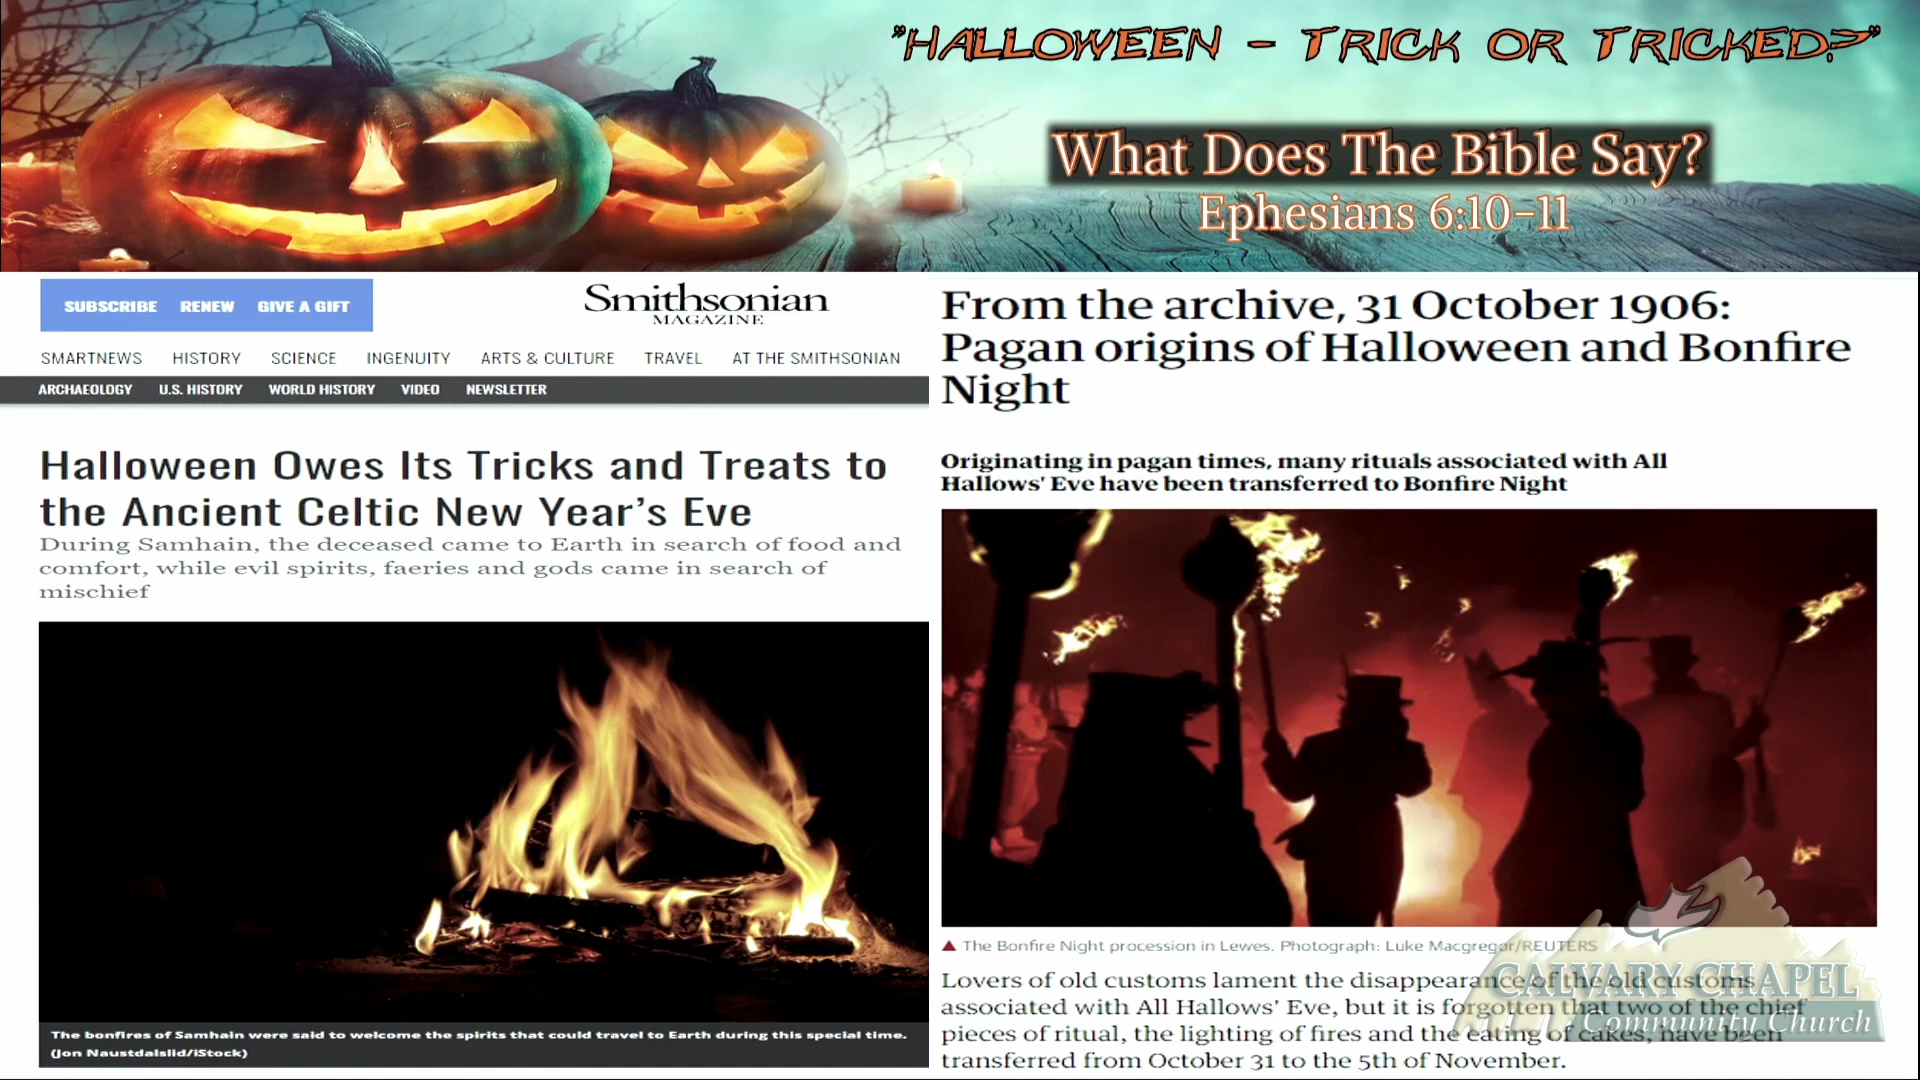 "HALLOWEEN - TRICK OR TRICKED?"
What Does The Bible Say?
Ephesians 6:10-11
SUBSCRIBE RENEW GIVE A GIFT
Smithsonian
MAGAZINE
SMARTNEWS HISTORY SCIENCE INGENUITY ARTS & CULTURE TRAVEL AT THE SMITHSONIAN
ARCHAEOLOGY U.S. HISTORY WORLD HISTORY VIDEO NEWSLETTER
Halloween Owes Its Tricks and Treats to
the Ancient Celtic New Year's Eve
During Samhain, the deceased came to Earth in search of food and
comfort, while evil spirits, faeries and gods came in search of
mischief
The bonfires of Samhain were said to welcome the spirits that could travel to Earth during this special time.
(Jon Naustdalslid/iStock)
From the archive, 31 October 1906:
Pagan origins of Halloween and Bonfire
Night
Originating in pagan times, many rituals associated with All
Hallows' Eve have been transferred to Bonfire Night
The Bonfire Night procession in Lewes. Photograph: Luke Macgregor/REUTERS
Lovers of old customs lament the disappearance of the old customs
associated with All Hallows' Eve, but it is forgotten that two of the chief
pieces of ritual, the lighting of fires and the eating of cakes, have been
transferred from October 31 to the 5th of November.
CALVARY CHAPEL
Community Church